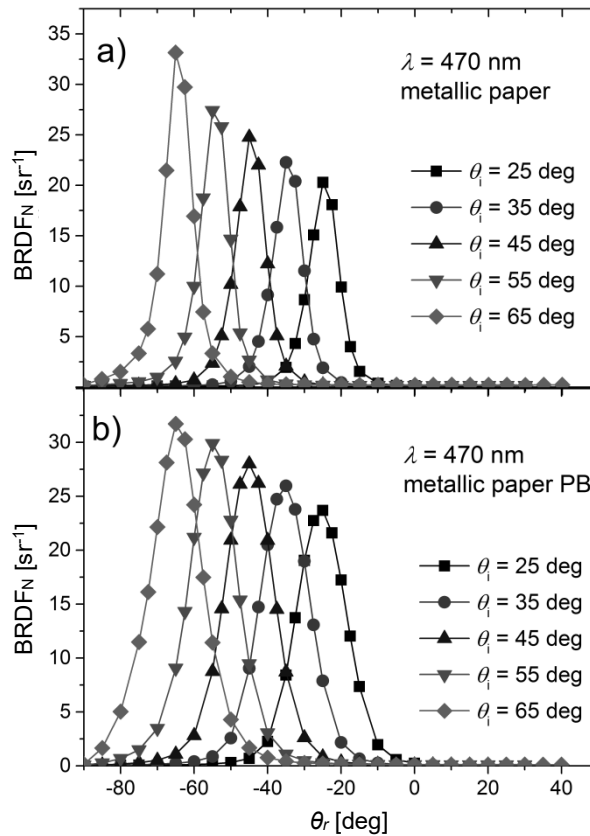 a)
λ = 470 nm
metallic paper
θi = 25 deg
θi = 35 deg
θi = 45 deg
θi = 55 deg
θi = 65 deg
BRDFN [sr-1]
35
30
25
20
15
10
5
b)
λ = 470 nm
metallic paper PB
θi = 25 deg
θi = 35 deg
θi = 45 deg
θi = 55 deg
θi = 65 deg
BRDFN [sr-1]
30
25
20
15
10
5
0
-80 -60 -40 -20 0 20 40
θr [deg]